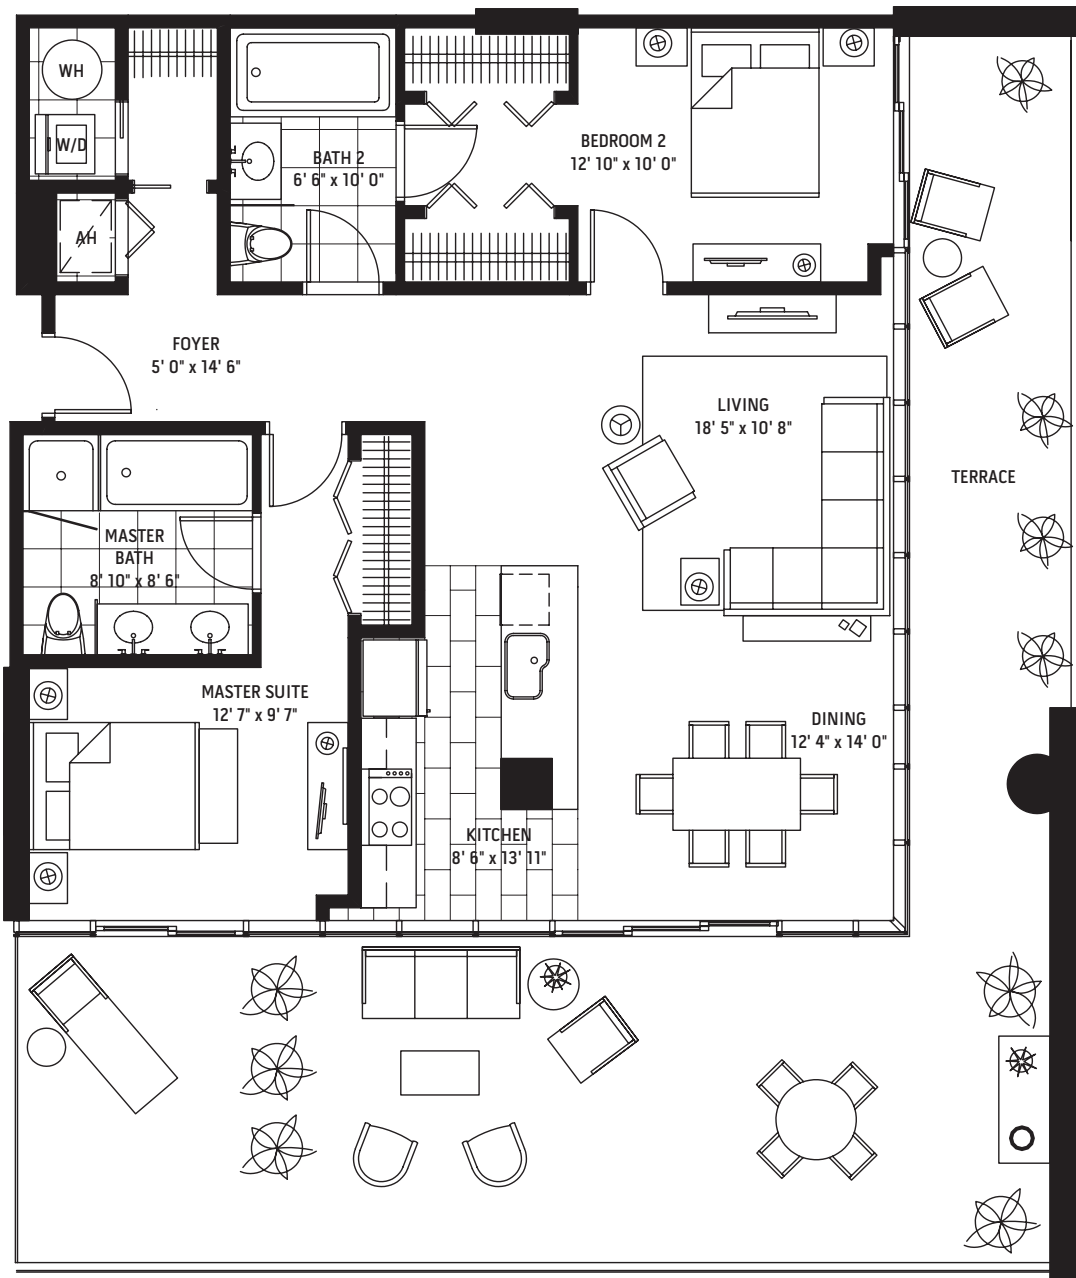 WH
W/D
AH
BATH 2
6' 6" x 10' 0"
BEDROOM 2
12' 10" x 10' 0"
FOYER
5' 0" x 14' 6"
LIVING
18' 5" x 10' 8"
TERRACE
MASTER
BATH
8' 10" x 8' 6"
MASTER SUITE
12' 7" x 9' 7"
DINING
12' 4" x 14' 0"
KITCHEN
8' 6" x 13' 11"